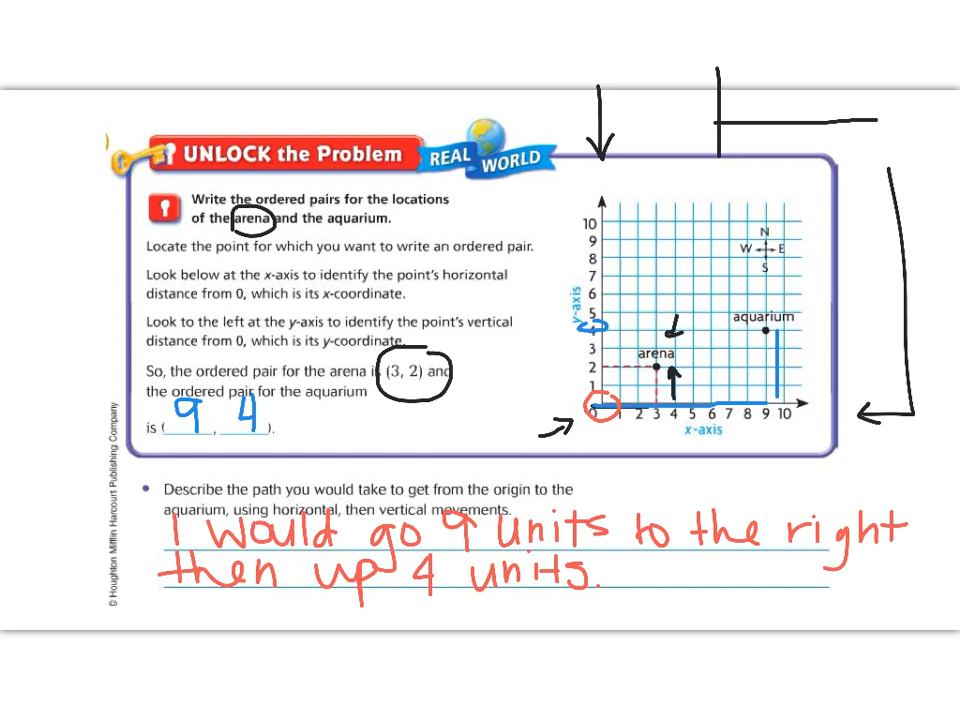 UNLOCK the Problem REAL WORLD
Write the ordered pairs for the locations
of the arena and the aquarium.
Locate the point for which you want to write an ordered pair.
Look below at the x-axis to identify the point's horizontal
distance from 0, which is its x-coordinate.
Look to the left at the y-axis to identify the point's vertical
distance from 0, which is its y-coordinate.
So, the ordered pair for the arena is (3, 2) and
the ordered pair for the aquarium
is ( 9 , 4 ).
10
9
8
7
6
5
4
3
2
1
0 1 2 3 4 5 6 7 8 9 10
y-axis
x-axis
N
W E
S
aquarium
arena
• Describe the path you would take to get from the origin to the
aquarium, using horizontal, then vertical movements.
I would go 9 units to the right
then up 4 units.
© Houghton Mifflin Harcourt Publishing Company